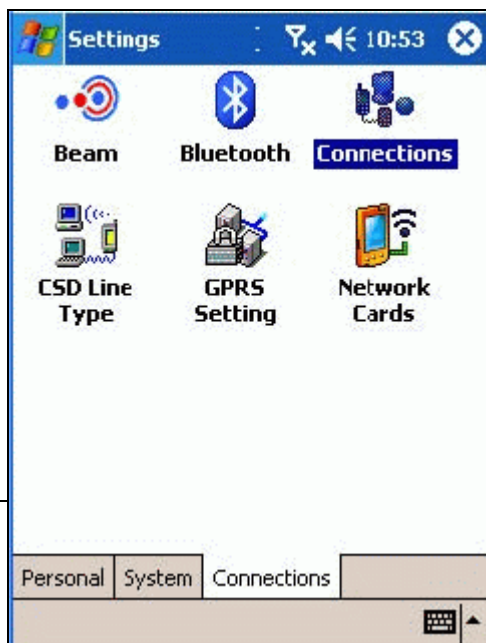 Settings 10:53
Beam Bluetooth Connections
CSD Line Type GPRS Setting Network Cards
Personal System Connections